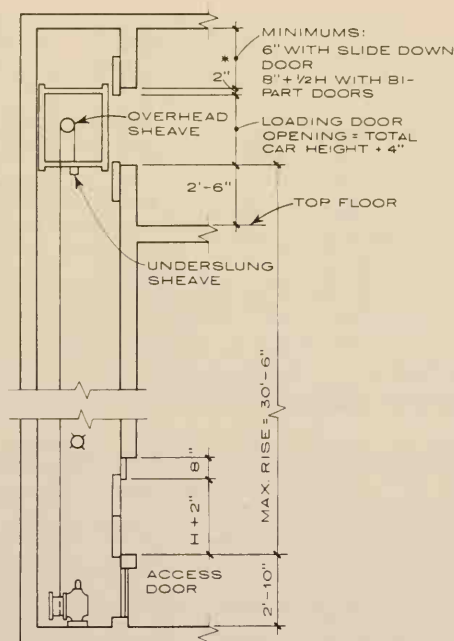 MINIMUMS:
6" WITH SLIDE DOWN
DOOR
8" + 1/2H WITH BI-
PART DOORS
*
2"
OVERHEAD
SHEAVE
LOADING DOOR
OPENING = TOTAL
CAR HEIGHT + 4"
2'-6"
TOP FLOOR
UNDERSLUNG
SHEAVE
MAX. RISE = 30'-6"
8"
H + 2"
ACCESS
DOOR
2'-10"